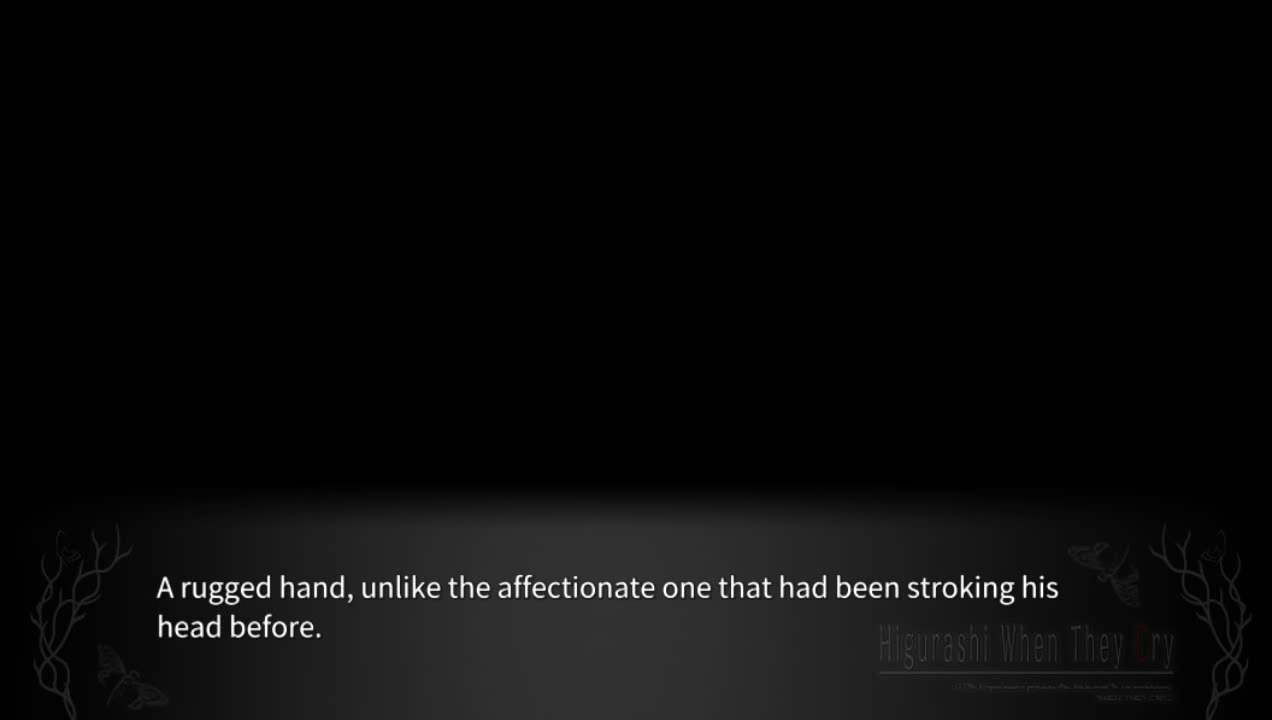 A rugged hand, unlike the affectionate one that had been stroking his
head before.
Higurashi When They Cry